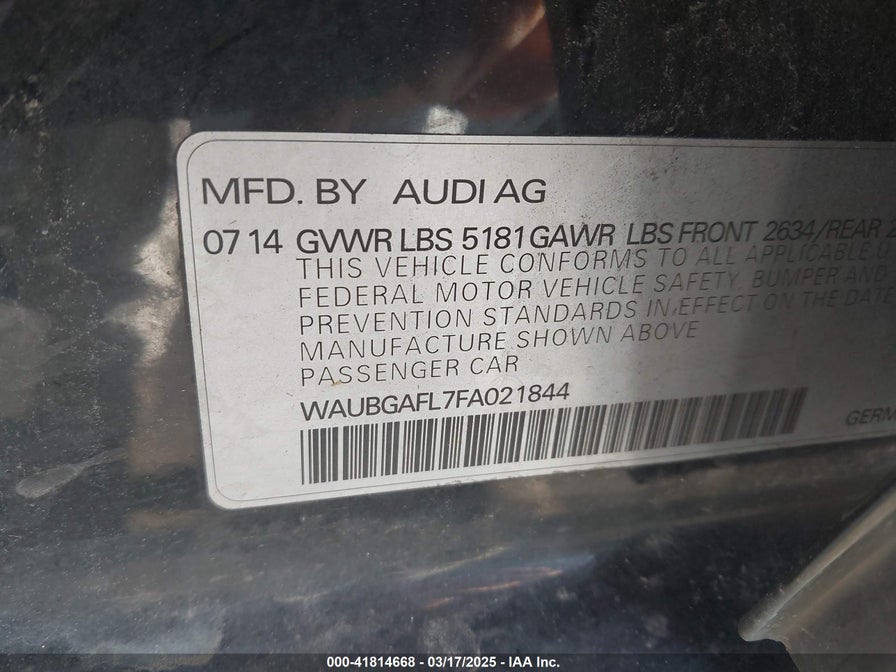 MFD. BY AUDI AG
07 14 GVWR LBS 5181 GAWR LBS FRONT 2634/REAR
THIS VEHICLE CONFORMS TO ALL APPLICABLE
FEDERAL MOTOR VEHICLE SAFETY, BUMPER AND
PREVENTION STANDARDS IN EFFECT ON THE DATE
MANUFACTURE SHOWN ABOVE
PASSENGER CAR
WAUBGAFL7FA021844
GERM
000-41814668 - 03/17/2025 - IAA Inc.